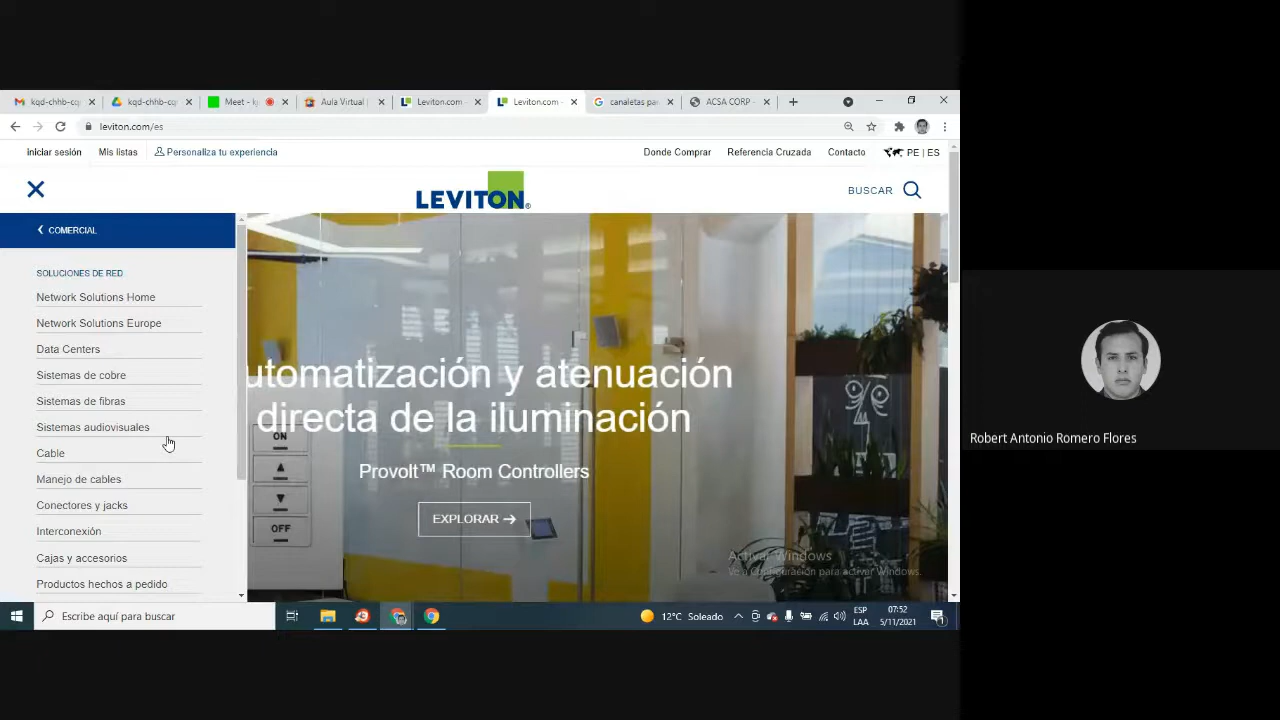 kqd-chhb-cq
kqd-chhb-cq
Meet - k
Aula Virtual
Leviton.com -
Leviton.com -
canaletas pa
ACSA CORP -
leviton.com/es
Iniciar sesión
Mis listas
Personaliza tu experiencia
Donde Comprar
Referencia Cruzada
Contacto
PE | ES
LEVITON®
BUSCAR
COMERCIAL
SOLUCIONES DE RED
Network Solutions Home
Network Solutions Europe
Data Centers
Sistemas de cobre
Sistemas de fibras
Sistemas audiovisuales
Cable
Manejo de cables
Conectores y jacks
Interconexión
Cajas y accesorios
Productos hechos a pedido
utomatización y atenuación
directa de la iluminación
Provolt™ Room Controllers
EXPLORAR
ON
OFF
Activar Windows
Ve a Configuración para activar Windows.
Robert Antonio Romero Flores
Escribe aquí para buscar
12°C Soleado
ESP
LAA
07:52
5/11/2021
1